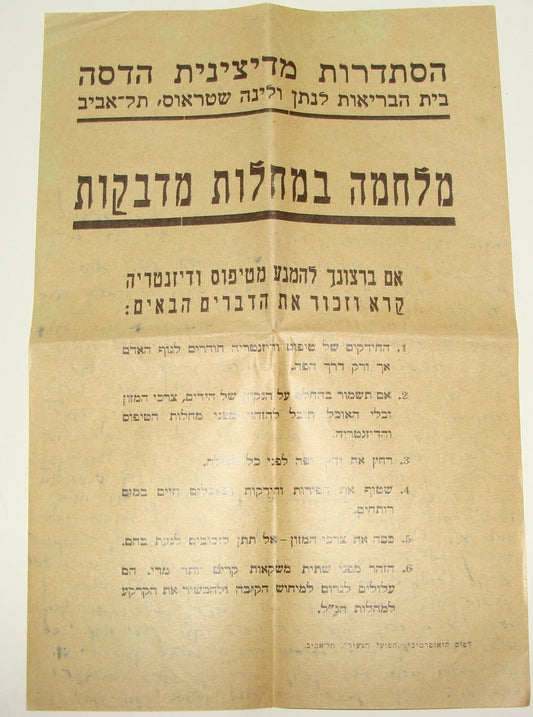 הסתדרות מדיצינית הדסה
בית הבריאות לנתן ולינה שטראוס, תל־אביב
מלחמה במחלות מדבקות
אם ברצונך להמנע מטיפוס ודיזנטריה
קרא וזכור את הדברים הבאים:
1. החידקים של טיפוס ודיזנטריה חודרים לגוף האדם
אך ורק דרך הפה.
2. אם תשמור בהחלט על הנקיון של הידים, צרכי המזון
וכלי האוכל תוכל להזהר מפני מחלות הטיפוס
והדיזנטריה.
3. רחץ את ידיך יפה לפני כל אכילה.
4. שטוף את הפירות והירקות הנאכלים חיים במים
רותחים.
5. כסה את צרכי המזון – אל תתן לזבובים לגעת בהם.
6. הזהר מפני שתית משקאות קרים יותר מדי. הם
עלולים לגרום למיחוש הקיבה ולהכשיר את הקרקע
למחלות הנ"ל.
דפוס קואופרטיבי „הפועל הצעיר", תל־אביב.